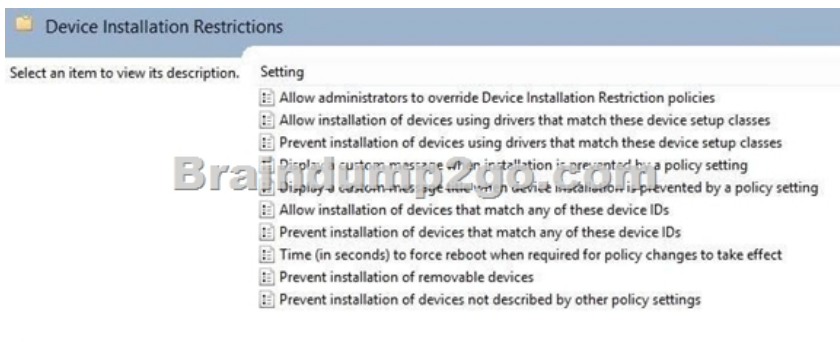 Device Installation Restrictions
Select an item to view its description.
Setting
Allow administrators to override Device Installation Restriction policies
Allow installation of devices using drivers that match these device setup classes
Prevent installation of devices using drivers that match these device setup classes
Display a custom message when installation is prevented by a policy setting
Braindump2go.com
Display a custom message title when device installation is prevented by a policy setting
Allow installation of devices that match any of these device IDs
Prevent installation of devices that match any of these device IDs
Time (in seconds) to force reboot when required for policy changes to take effect
Prevent installation of removable devices
Prevent installation of devices not described by other policy settings